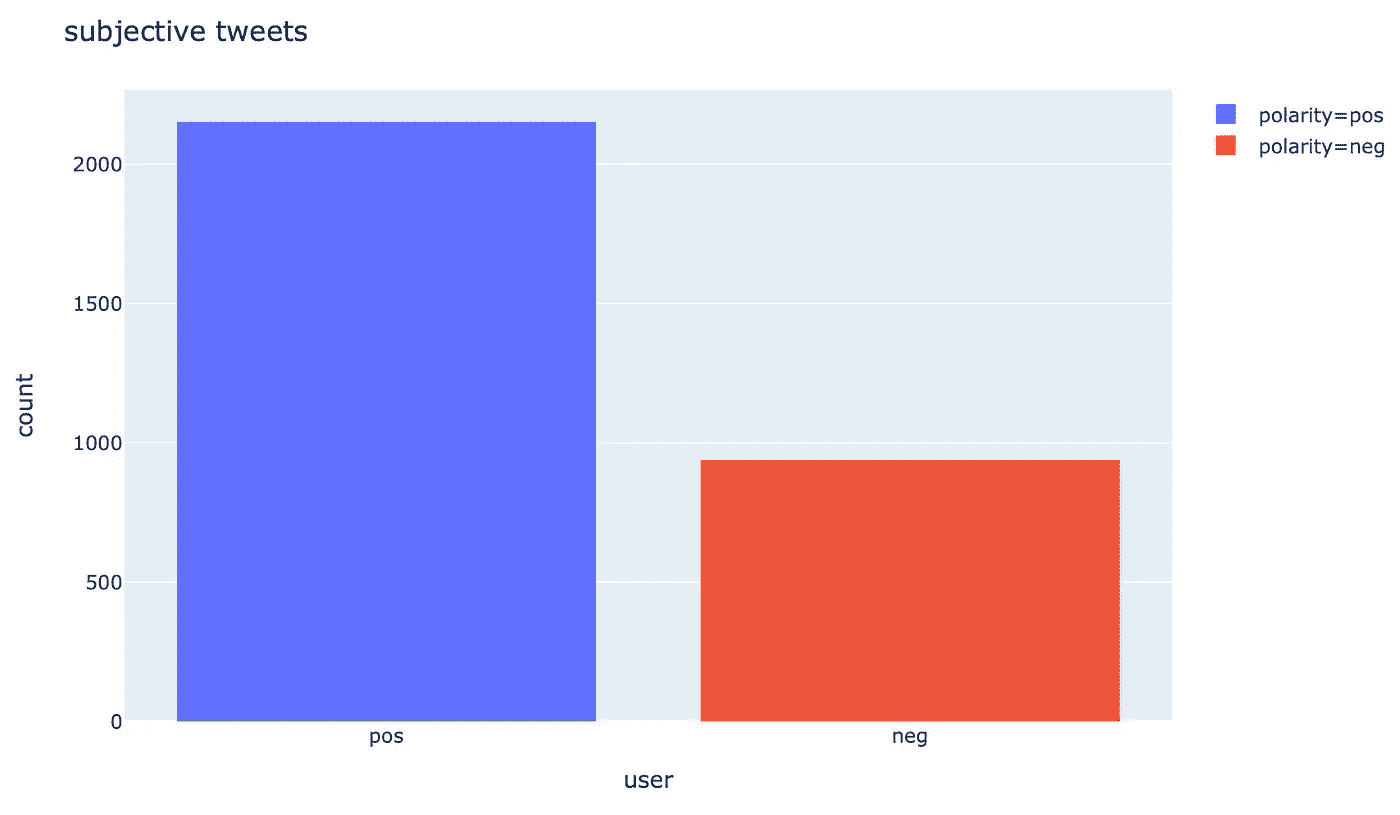 subjective tweets
polarity=pos
polarity=neg
2000
1500
1000
500
0
count
pos
neg
user